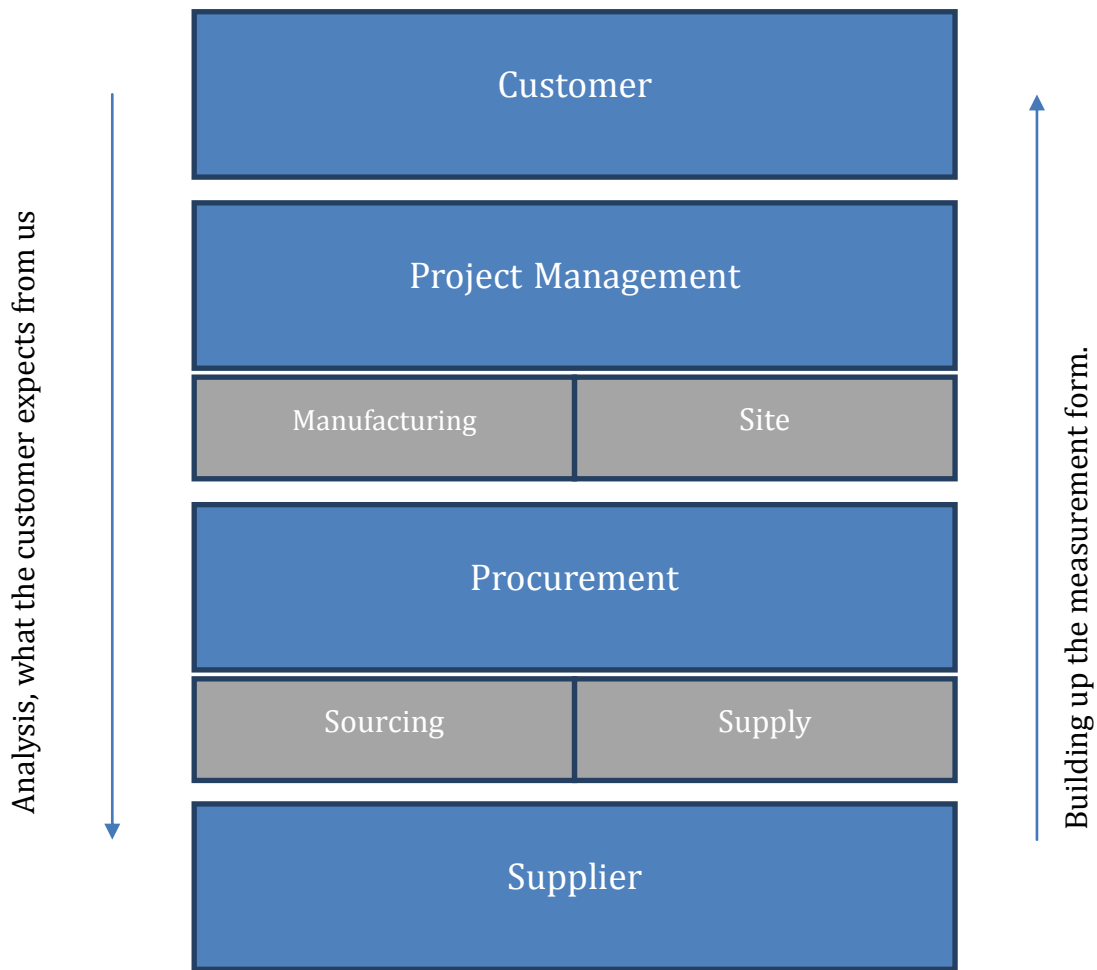 Customer
Project Management
Manufacturing
Site
Procurement
Sourcing
Supply
Supplier
Analysis, what the customer expects from us
Building up the measurement form.